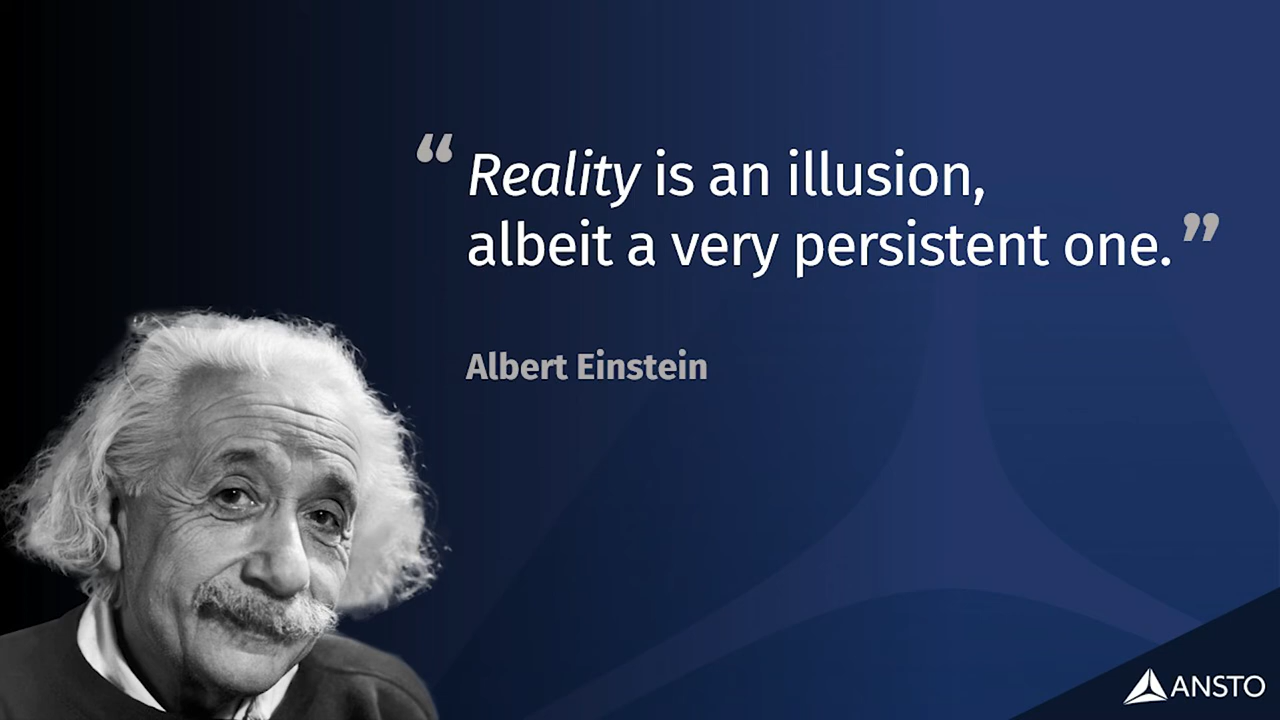 “Reality is an illusion,
albeit a very persistent one.”
Albert Einstein
ANSTO